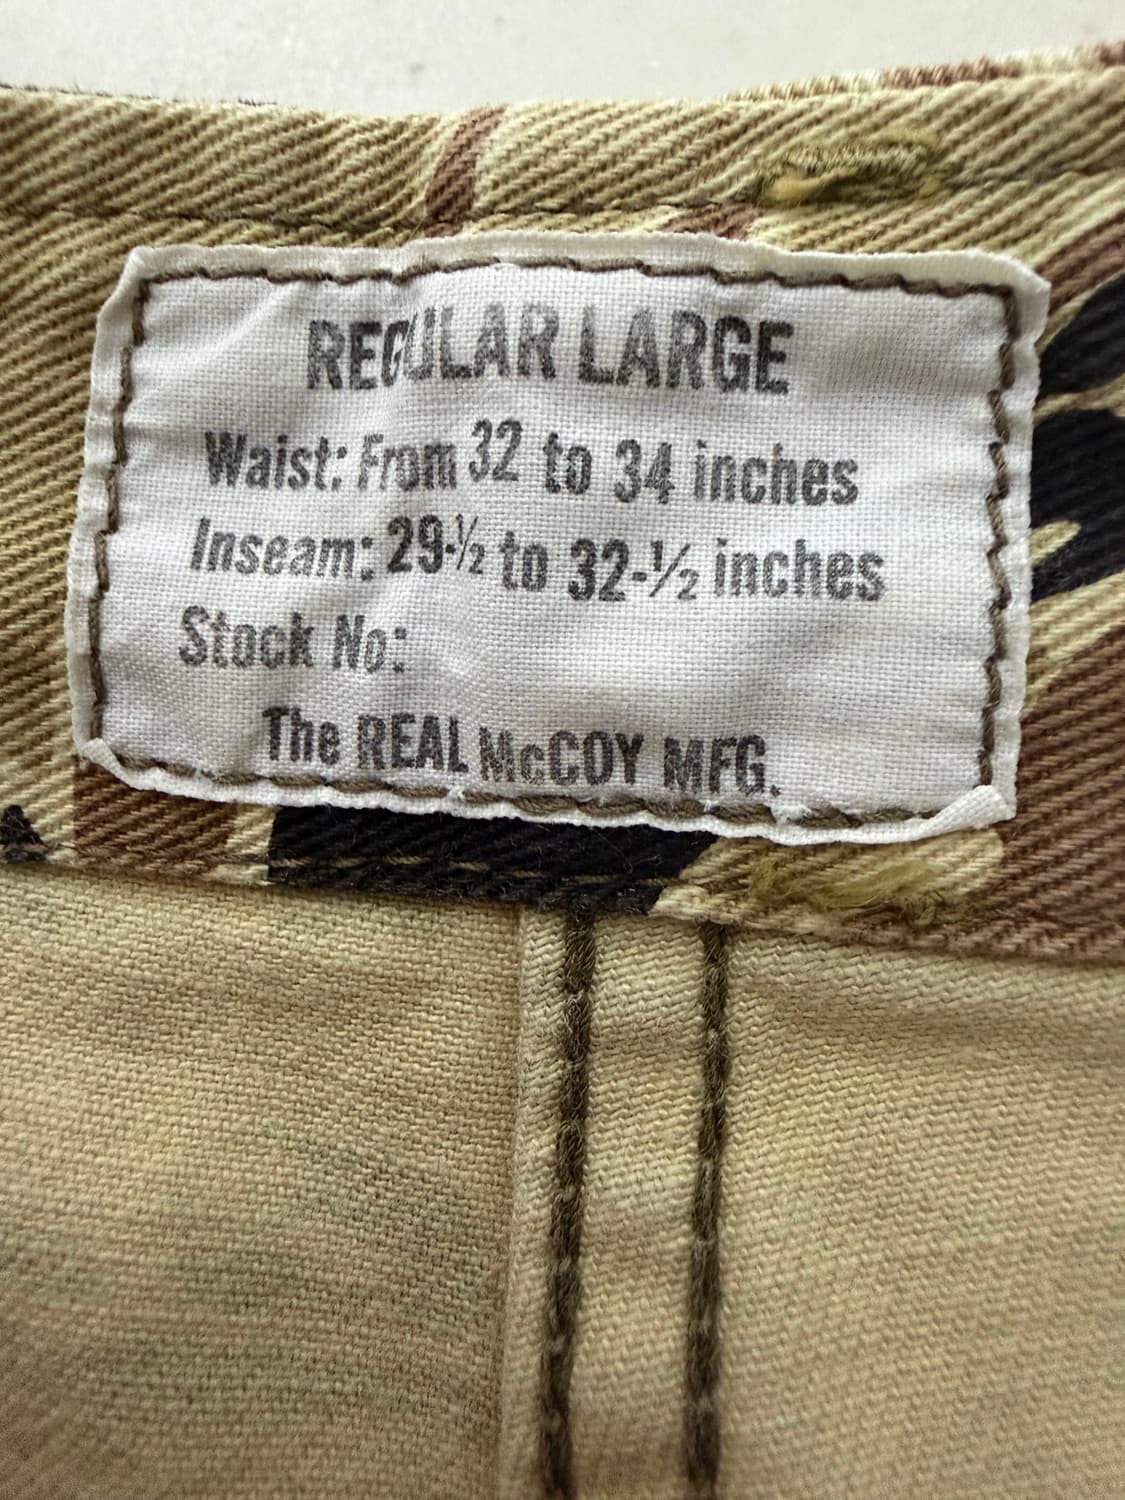 REGULAR LARGE
Waist: From 32 to 34 inches
Inseam: 29-½ to 32-½ inches
Stock No:
The REAL McCOY MFG.